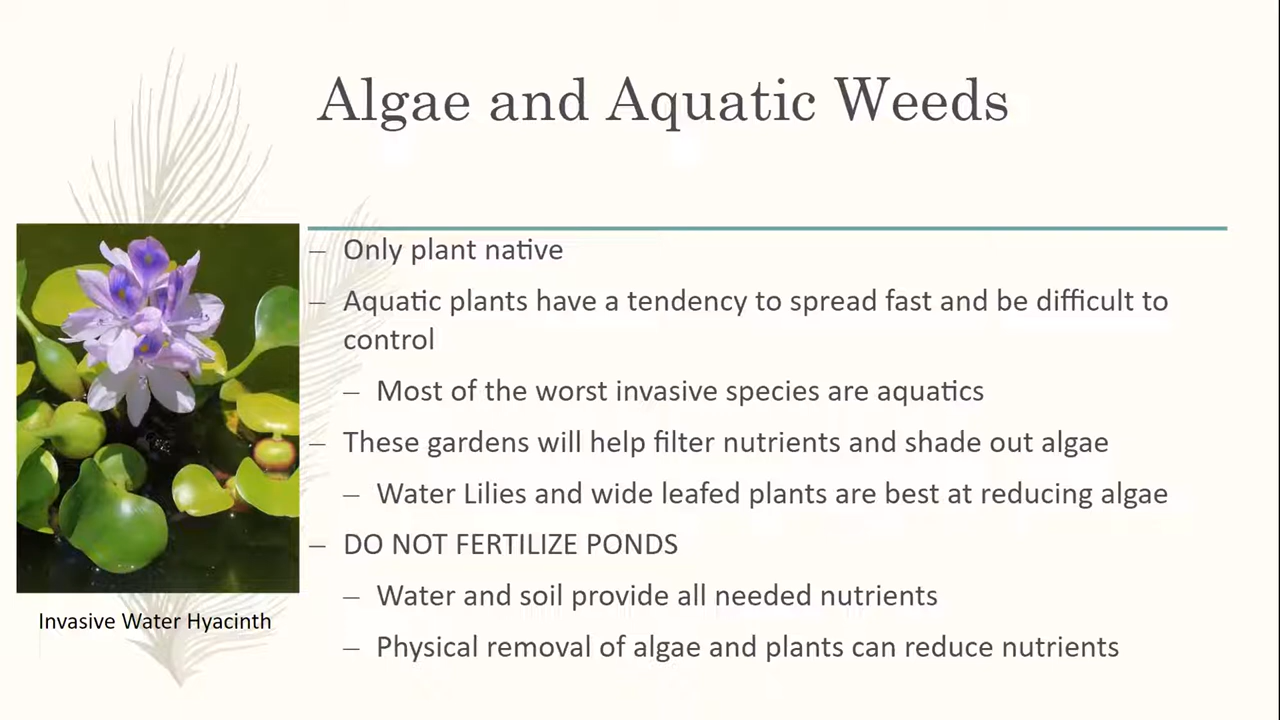 Algae and Aquatic Weeds
– Only plant native
– Aquatic plants have a tendency to spread fast and be difficult to
control
– Most of the worst invasive species are aquatics
– These gardens will help filter nutrients and shade out algae
– Water Lilies and wide leafed plants are best at reducing algae
– DO NOT FERTILIZE PONDS
– Water and soil provide all needed nutrients
– Physical removal of algae and plants can reduce nutrients
Invasive Water Hyacinth